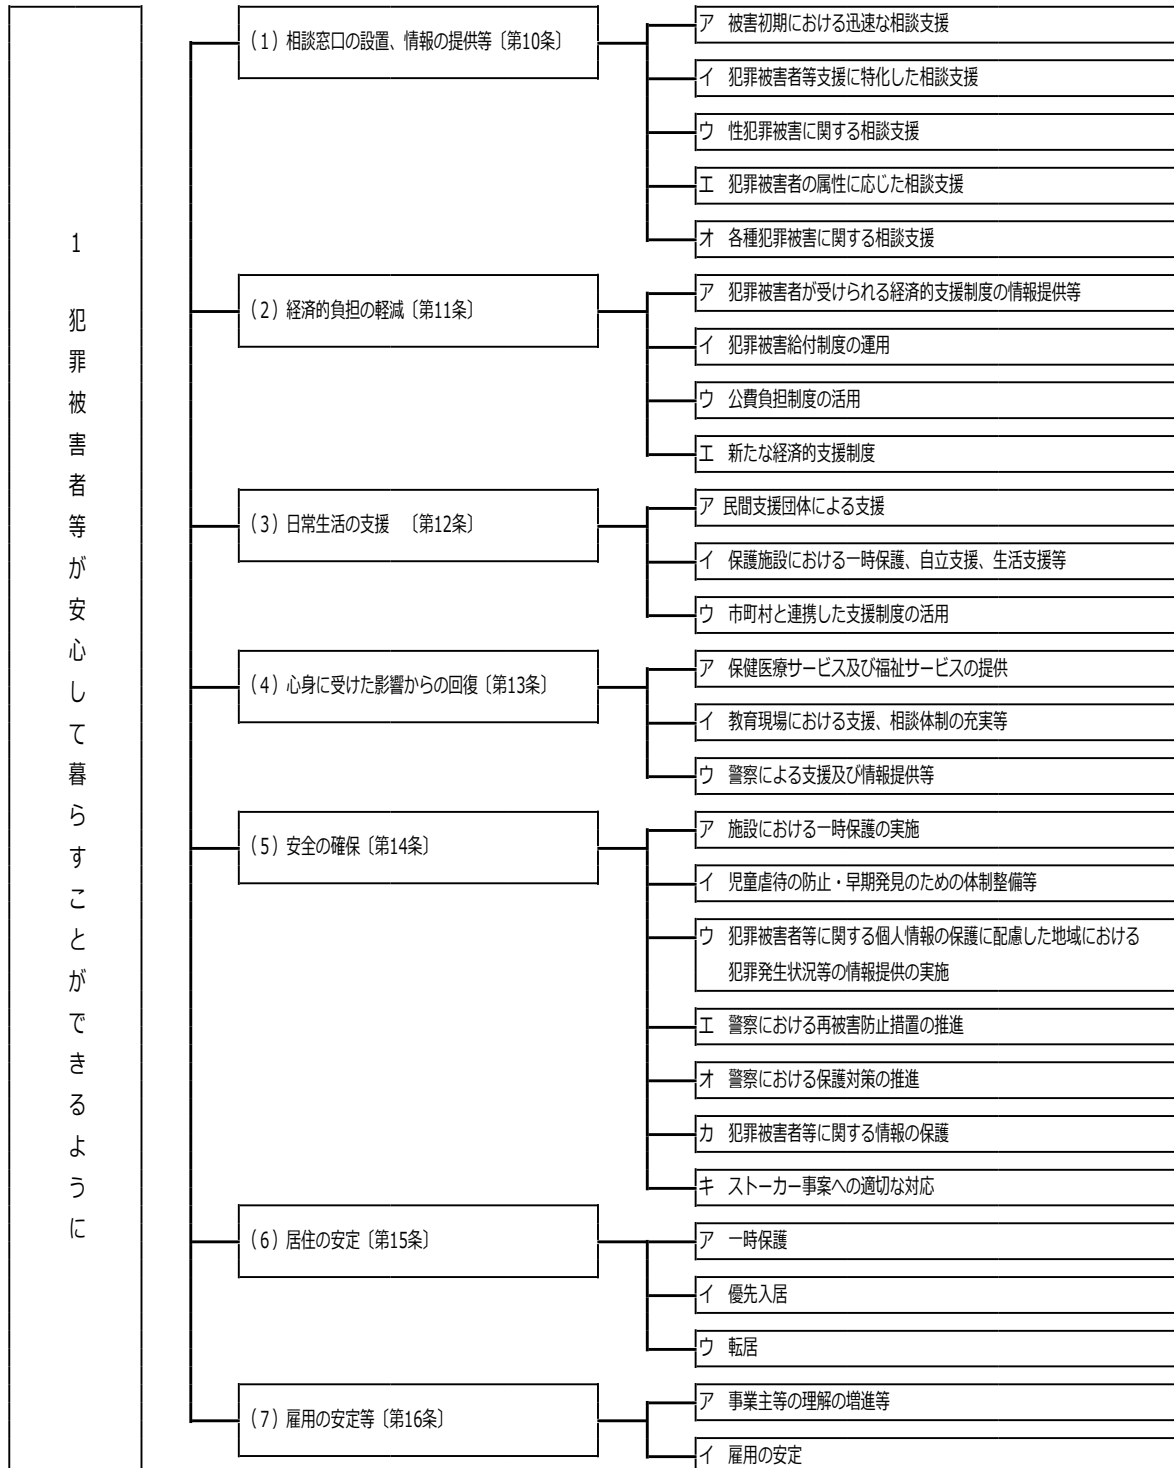 1 犯罪被害者等が安心して暮らすことができるように
(1)相談窓口の設置、情報の提供等〔第10条〕
ア 被害初期における迅速な相談支援
イ 犯罪被害者等支援に特化した相談支援
ウ 性犯罪被害に関する相談支援
エ 犯罪被害者の属性に応じた相談支援
オ 各種犯罪被害に関する相談支援
(2)経済的負担の軽減〔第11条〕
ア 犯罪被害者が受けられる経済的支援制度の情報提供等
イ 犯罪被害給付制度の運用
ウ 公費負担制度の活用
エ 新たな経済的支援制度
(3)日常生活の支援 〔第12条〕
ア 民間支援団体による支援
イ 保護施設における一時保護、自立支援、生活支援等
ウ 市町村と連携した支援制度の活用
(4)心身に受けた影響からの回復〔第13条〕
ア 保健医療サービス及び福祉サービスの提供
イ 教育現場における支援、相談体制の充実等
ウ 警察による支援及び情報提供等
(5)安全の確保〔第14条〕
ア 施設における一時保護の実施
イ 児童虐待の防止・早期発見のための体制整備等
ウ 犯罪被害者等に関する個人情報の保護に配慮した地域における
犯罪発生状況等の情報提供の実施
エ 警察における再被害防止措置の推進
オ 警察における保護対策の推進
カ 犯罪被害者等に関する情報の保護
キ ストーカー事案への適切な対応
(6)居住の安定〔第15条〕
ア 一時保護
イ 優先入居
ウ 転居
(7)雇用の安定等〔第16条〕
ア 事業主等の理解の増進等
イ 雇用の安定